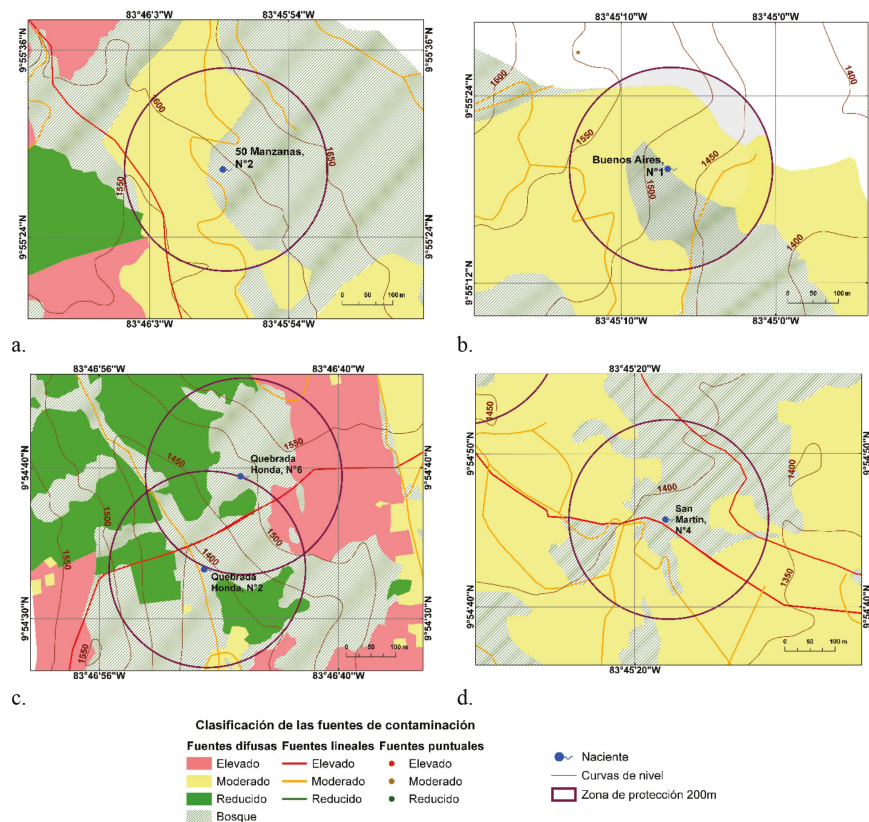 83°46'3"W 83°45'54"W
9°55'36"N
9°55'36"N
1600
1650
1550
50 Manzanas,
N°2
9°55'24"N
9°55'24"N
0 50 100 m
83°46'3"W 83°45'54"W
a.
83°45'10"W 83°45'0"W
9°55'24"N
9°55'24"N
1600
1400
1550
1450
Buenos Aires,
N°1
1500
1400
9°55'12"N
9°55'12"N
0 50 100 m
83°45'10"W 83°45'0"W
b.
83°46'56"W 83°46'40"W
9°54'40"N
9°54'40"N
1550
1450
Quebrada
Honda, N°6
1500
1500
1550
1400
Quebrada
Honda, N°2
9°54'30"N
9°54'30"N
1550
0 50 100 m
83°46'56"W 83°46'40"W
c.
83°45'20"W
1450
9°54'50"N
9°54'50"N
1400
1400
San
Martín,
N°4
1350
9°54'40"N
9°54'40"N
0 50 100 m
83°45'20"W
d.
Clasificación de las fuentes de contaminación
Fuentes difusas Fuentes lineales Fuentes puntuales
Elevado Elevado Elevado
Moderado Moderado Moderado
Reducido Reducido Reducido
Bosque
Naciente
Curvas de nivel
Zona de protección 200m